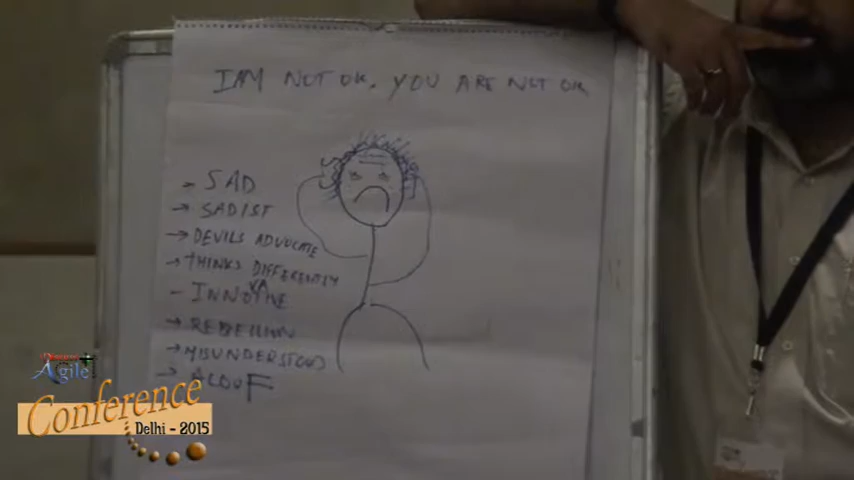 I AM NOT OK, YOU ARE NOT OK
→ SAD
→ SADIST
→ DEVILS ADVOCATE
→ THINKS DIFFERENTLY
– INNOVATIVE
→ REBELLION
→ MISUNDERSTOOD
→ ALOOF
Agile
Conference
Delhi - 2015